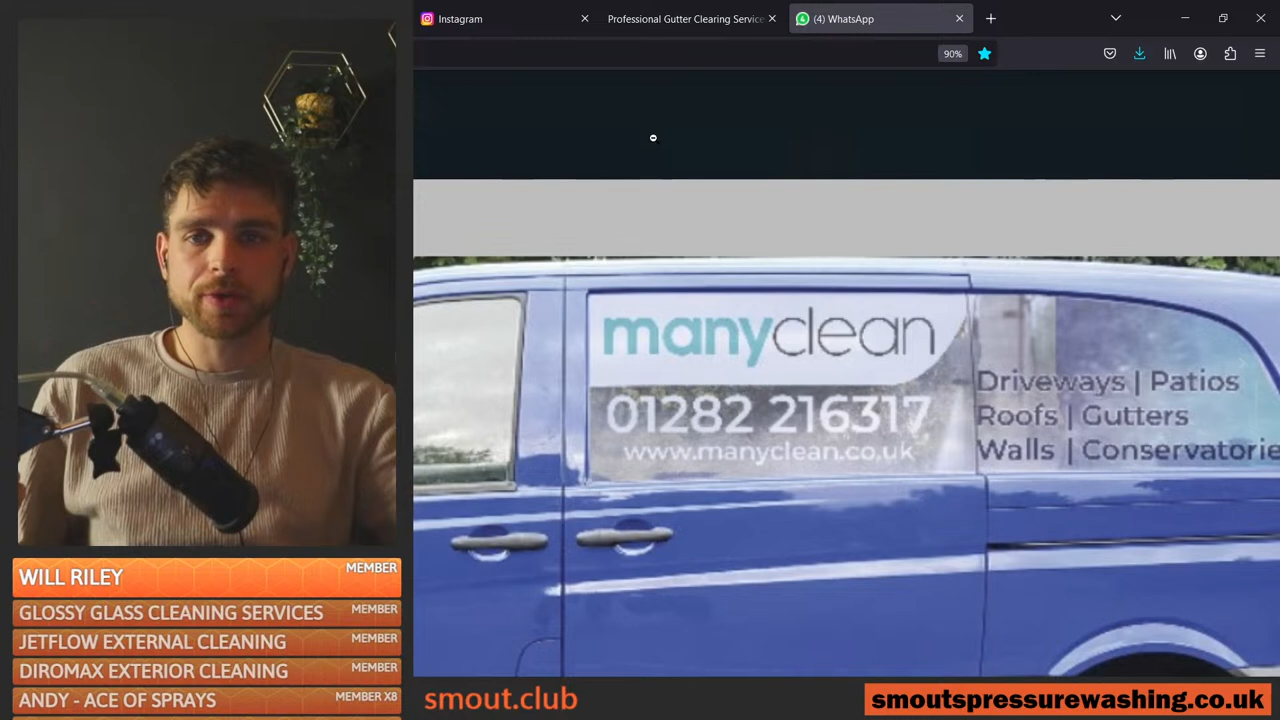 Instagram
Professional Gutter Clearing Service
(4) WhatsApp
90%
manyclean
01282 216317
www.manyclean.co.uk
Driveways | Patios
Roofs | Gutters
Walls | Conservatorie
WILL RILEY MEMBER
GLOSSY GLASS CLEANING SERVICES MEMBER
JETFLOW EXTERNAL CLEANING MEMBER
DIROMAX EXTERIOR CLEANING MEMBER
ANDY - ACE OF SPRAYS MEMBER X8
smout.club
smoutspressurewashing.co.uk